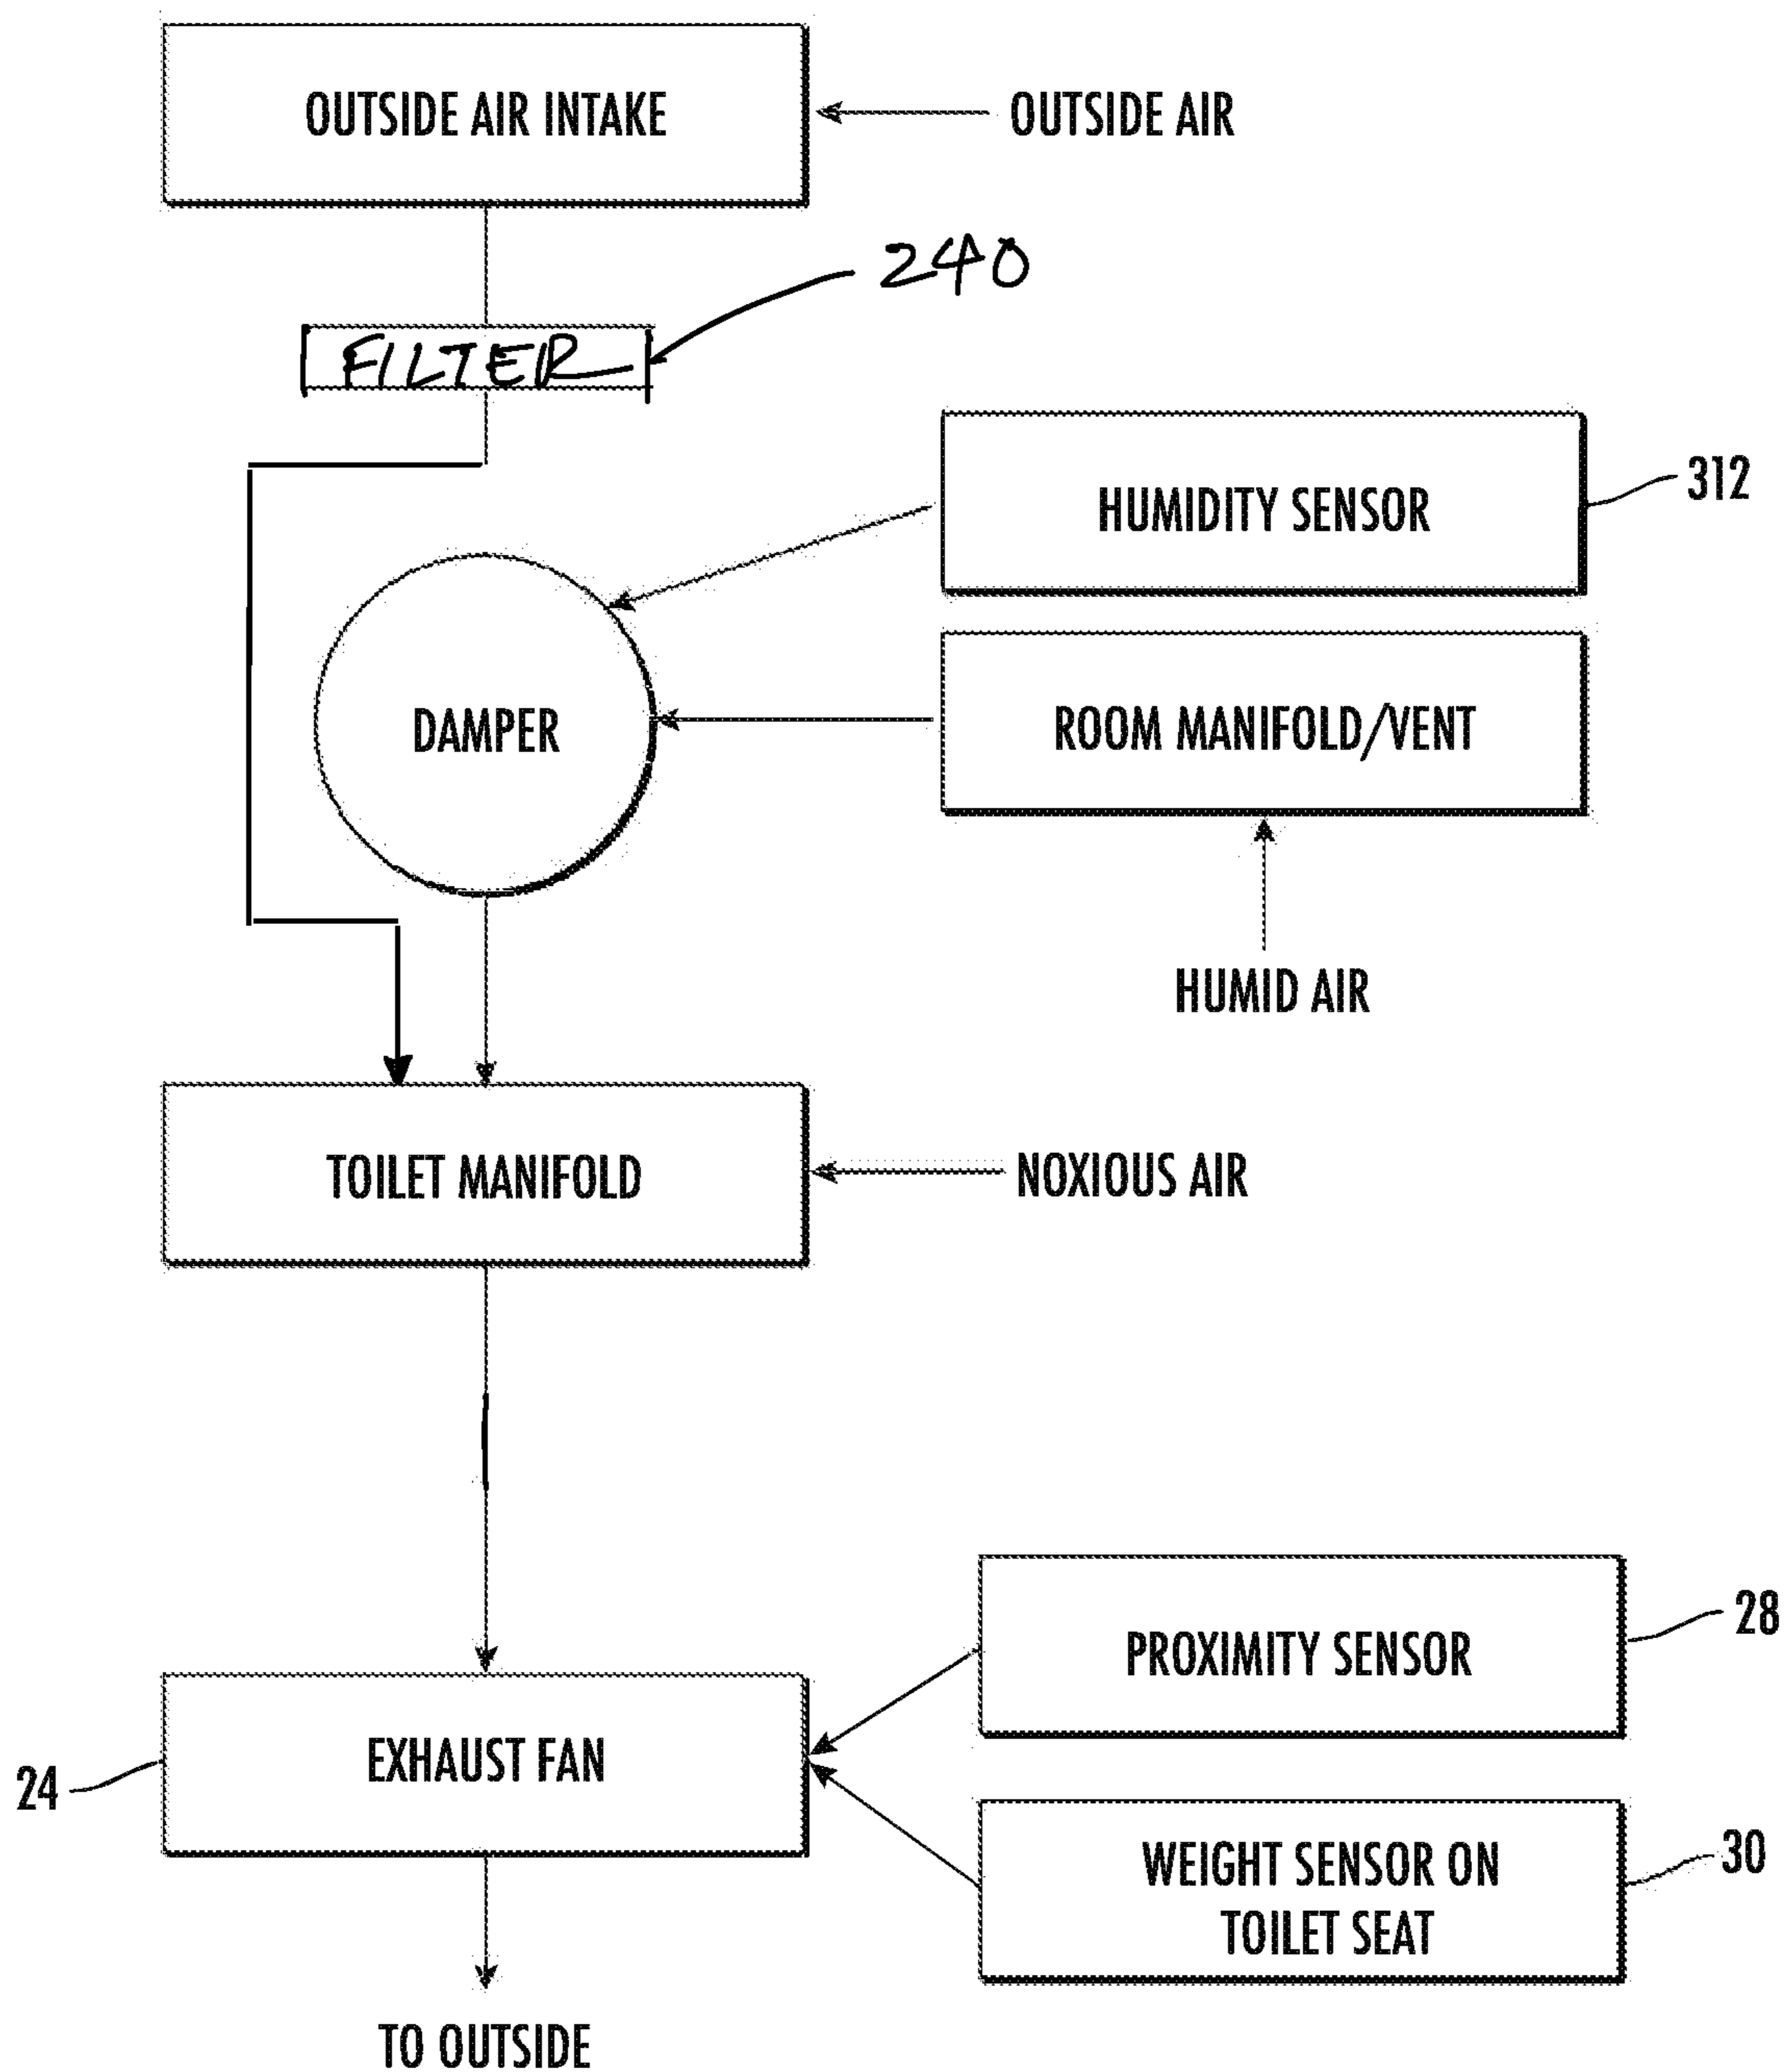 OUTSIDE AIR INTAKE
OUTSIDE AIR
240
FILTER
HUMIDITY SENSOR
312
DAMPER
ROOM MANIFOLD/VENT
HUMID AIR
TOILET MANIFOLD
NOXIOUS AIR
PROXIMITY SENSOR
28
EXHAUST FAN
24
WEIGHT SENSOR ON
TOILET SEAT
30
TO OUTSIDE